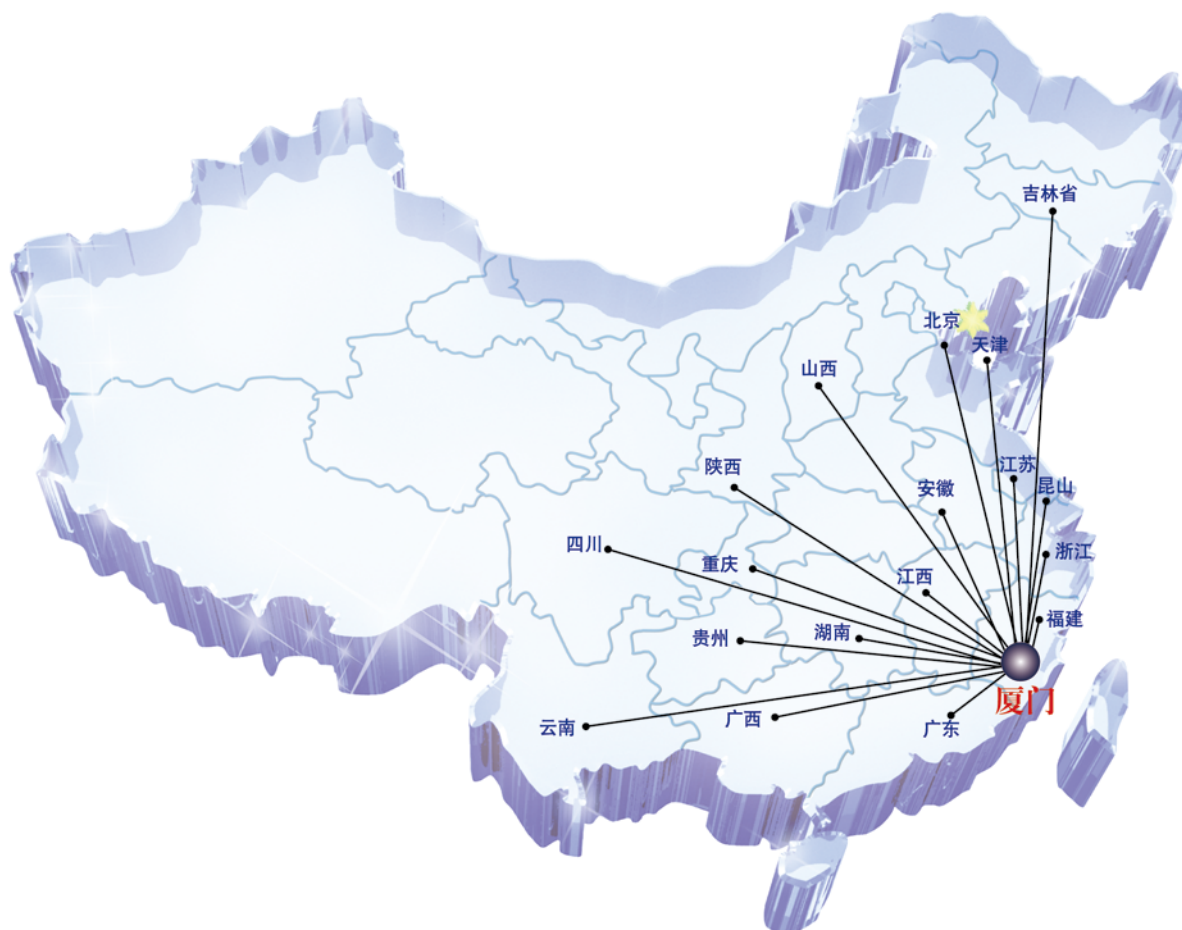 吉林省
北京
天津
山西
陕西
江苏
安徽
昆山
四川
重庆
浙江
江西
贵州
湖南
福建
厦门
云南
广西
广东